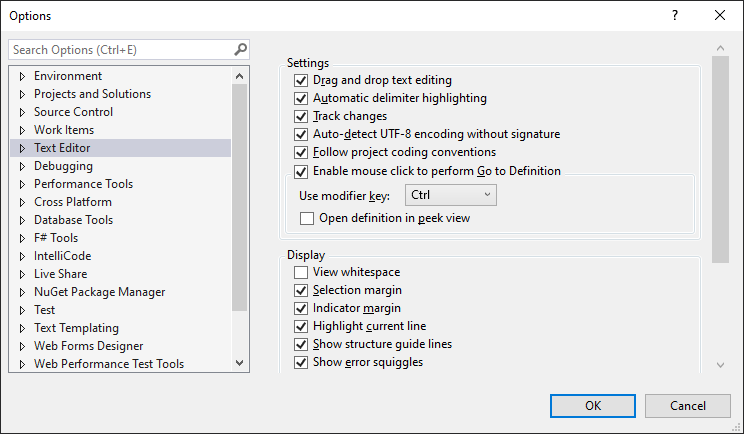 Options
?
Search Options (Ctrl+E)
Environment
Projects and Solutions
Source Control
Work Items
Text Editor
Debugging
Performance Tools
Cross Platform
Database Tools
F# Tools
IntelliCode
Live Share
NuGet Package Manager
Test
Text Templating
Web Forms Designer
Web Performance Test Tools
Settings
Drag and drop text editing
Automatic delimiter highlighting
Track changes
Auto-detect UTF-8 encoding without signature
Follow project coding conventions
Enable mouse click to perform Go to Definition
Use modifier key: Ctrl
Open definition in peek view
Display
View whitespace
Selection margin
Indicator margin
Highlight current line
Show structure guide lines
Show error squiggles
OK Cancel